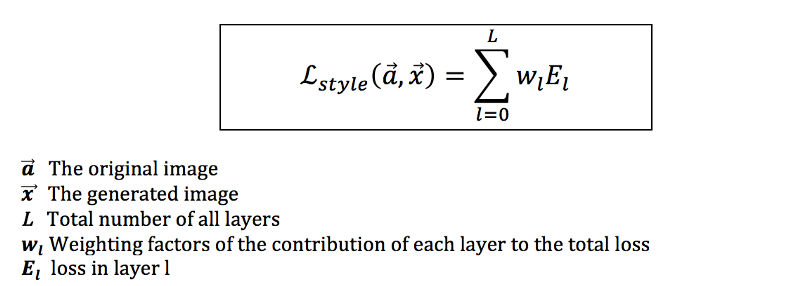 ℒ_style(a⃗, x⃗) = ∑_{l=0}^{L} w_l E_l
a⃗ The original image
x⃗ The generated image
L Total number of all layers
w_l Weighting factors of the contribution of each layer to the total loss
E_l loss in layer l